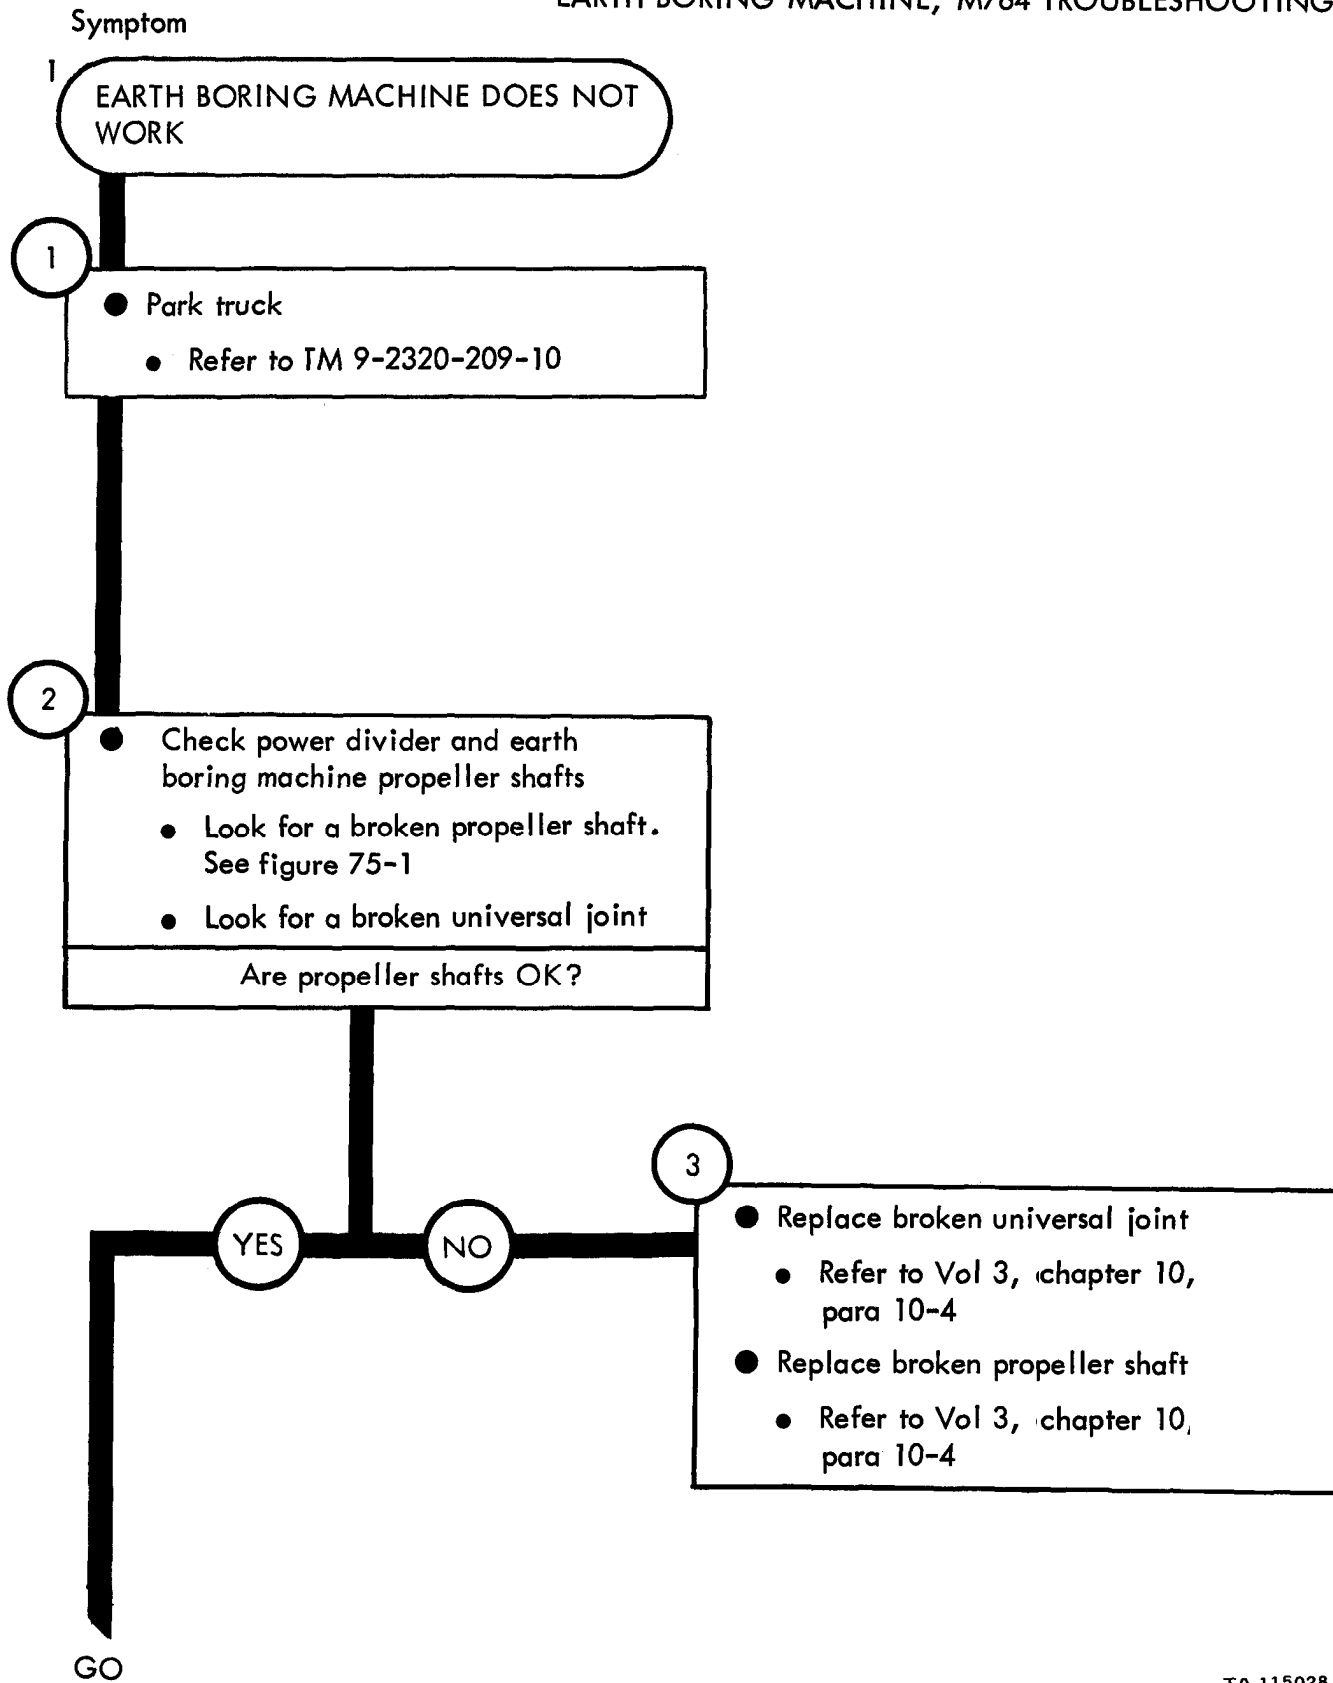 EARTH BORING MACHINE, M764 TROUBLESHOOTING
Symptom
1
EARTH BORING MACHINE DOES NOT
WORK
1
● Park truck
● Refer to TM 9-2320-209-10
2
● Check power divider and earth
boring machine propeller shafts
● Look for a broken propeller shaft.
See figure 75-1
● Look for a broken universal joint
Are propeller shafts OK?
YES
NO
3
● Replace broken universal joint
● Refer to Vol 3, chapter 10,
para 10-4
● Replace broken propeller shaft
● Refer to Vol 3, chapter 10,
para 10-4
GO
TA 115028